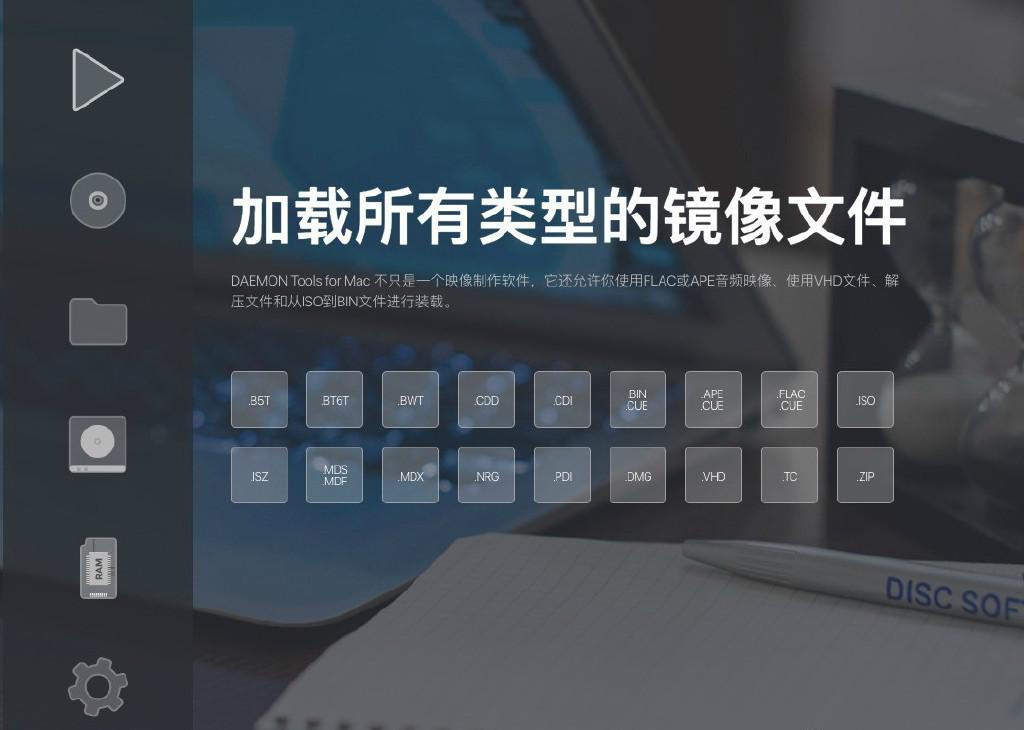 加载所有类型的镜像文件
DAEMON Tools for Mac 不只是一个映像制作软件，它还允许你使用FLAC或APE音频映像、使用VHD文件、解
压文件和从ISO到BIN文件进行装载。
.B5T
.BT6T
.BWT
.CDD
.CDI
.BIN
.CUE
.APE
.CUE
.FLAC
.CUE
.ISO
.ISZ
.MDS
.MDF
.MDX
.NRG
.PDI
.DMG
.VHD
.TC
.ZIP
RAM
DISC SOF